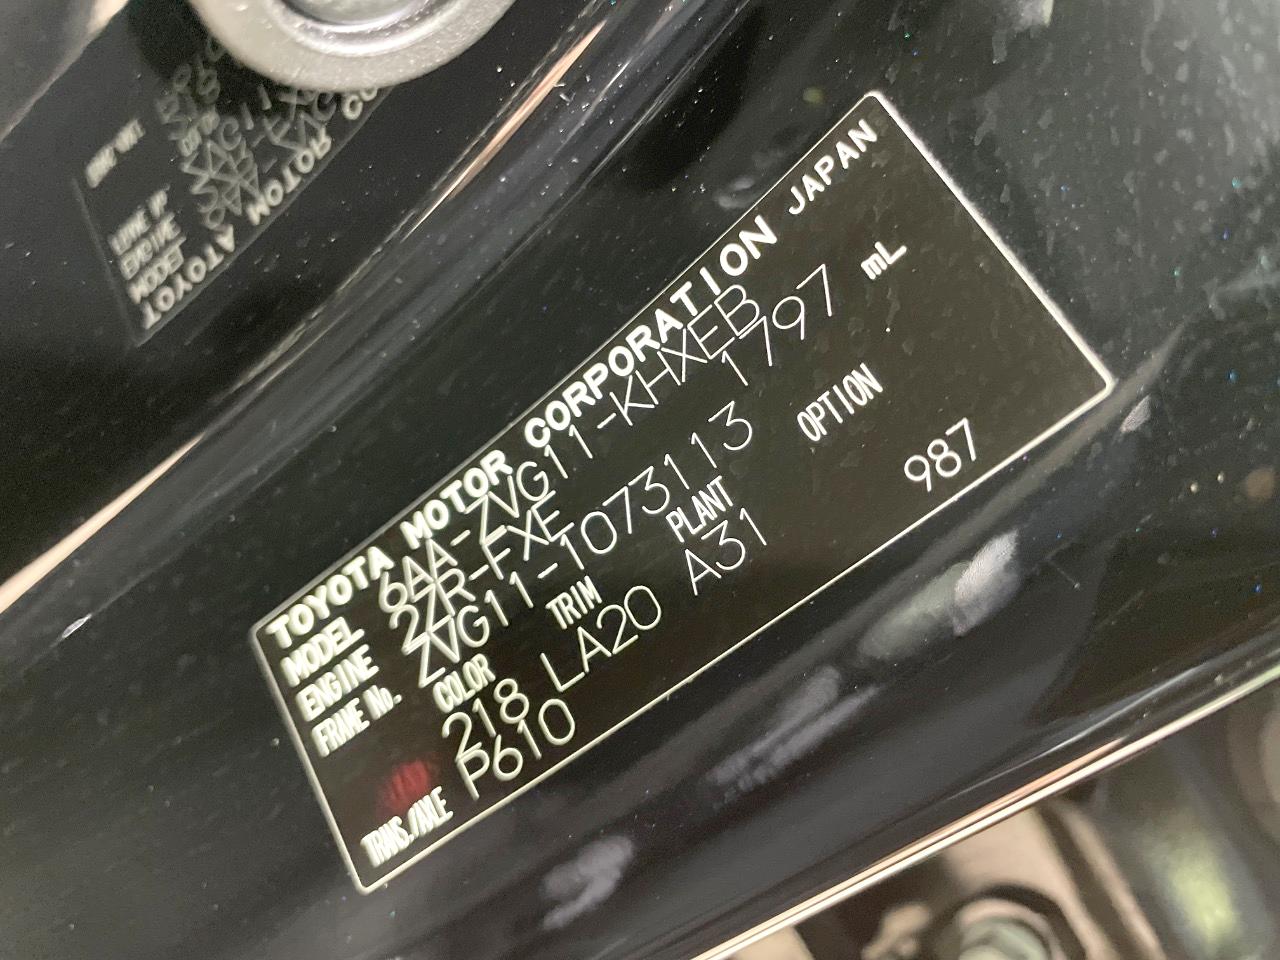 TOYOTA MOTOR CORPORATION JAPAN
MODEL 6AA-ZVG11-KHXEB
ENGINE 2ZR-FXE 1797 mL
FRAME No. ZVG11-1073113
COLOR TRIM PLANT OPTION
218 LA20 A31 987
TRANS./AXLE P610